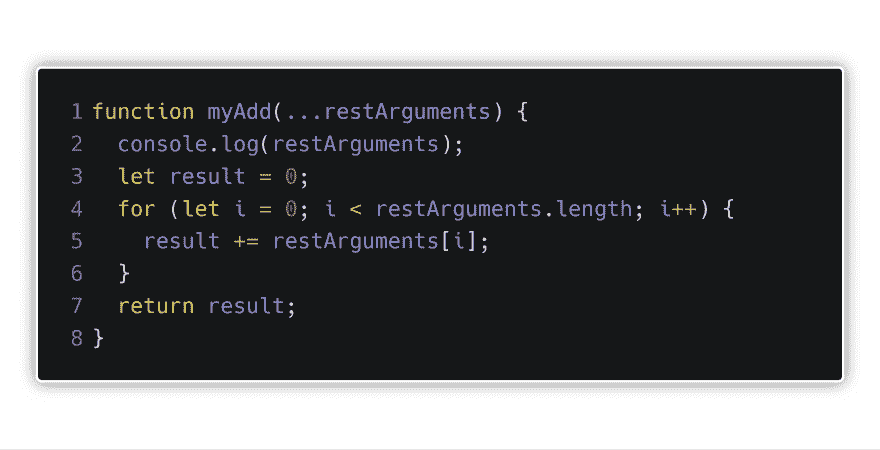 1 function myAdd(...restArguments) {
2   console.log(restArguments);
3   let result = 0;
4   for (let i = 0; i < restArguments.length; i++) {
5     result += restArguments[i];
6   }
7   return result;
8 }